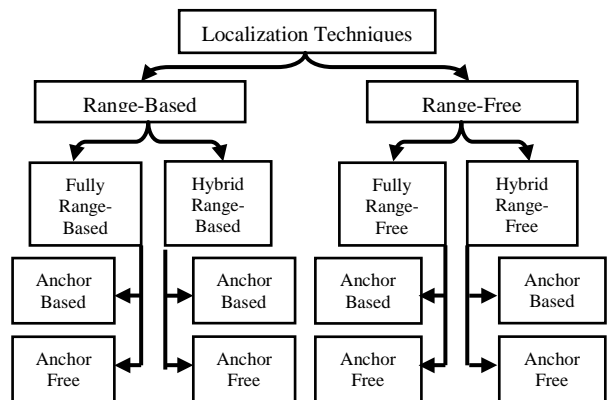 Localization Techniques
Range-Based
Range-Free
Fully
Range-
Based
Hybrid
Range-
Based
Fully
Range-
Free
Hybrid
Range-
Free
Anchor
Based
Anchor
Based
Anchor
Based
Anchor
Based
Anchor
Free
Anchor
Free
Anchor
Free
Anchor
Free